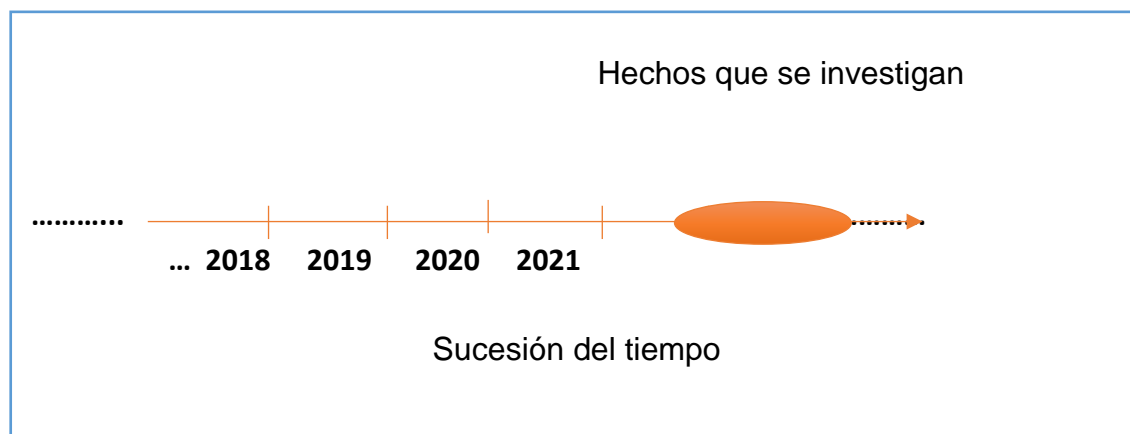 Hechos que se investigan
... 2018 2019 2020 2021
Sucesión del tiempo